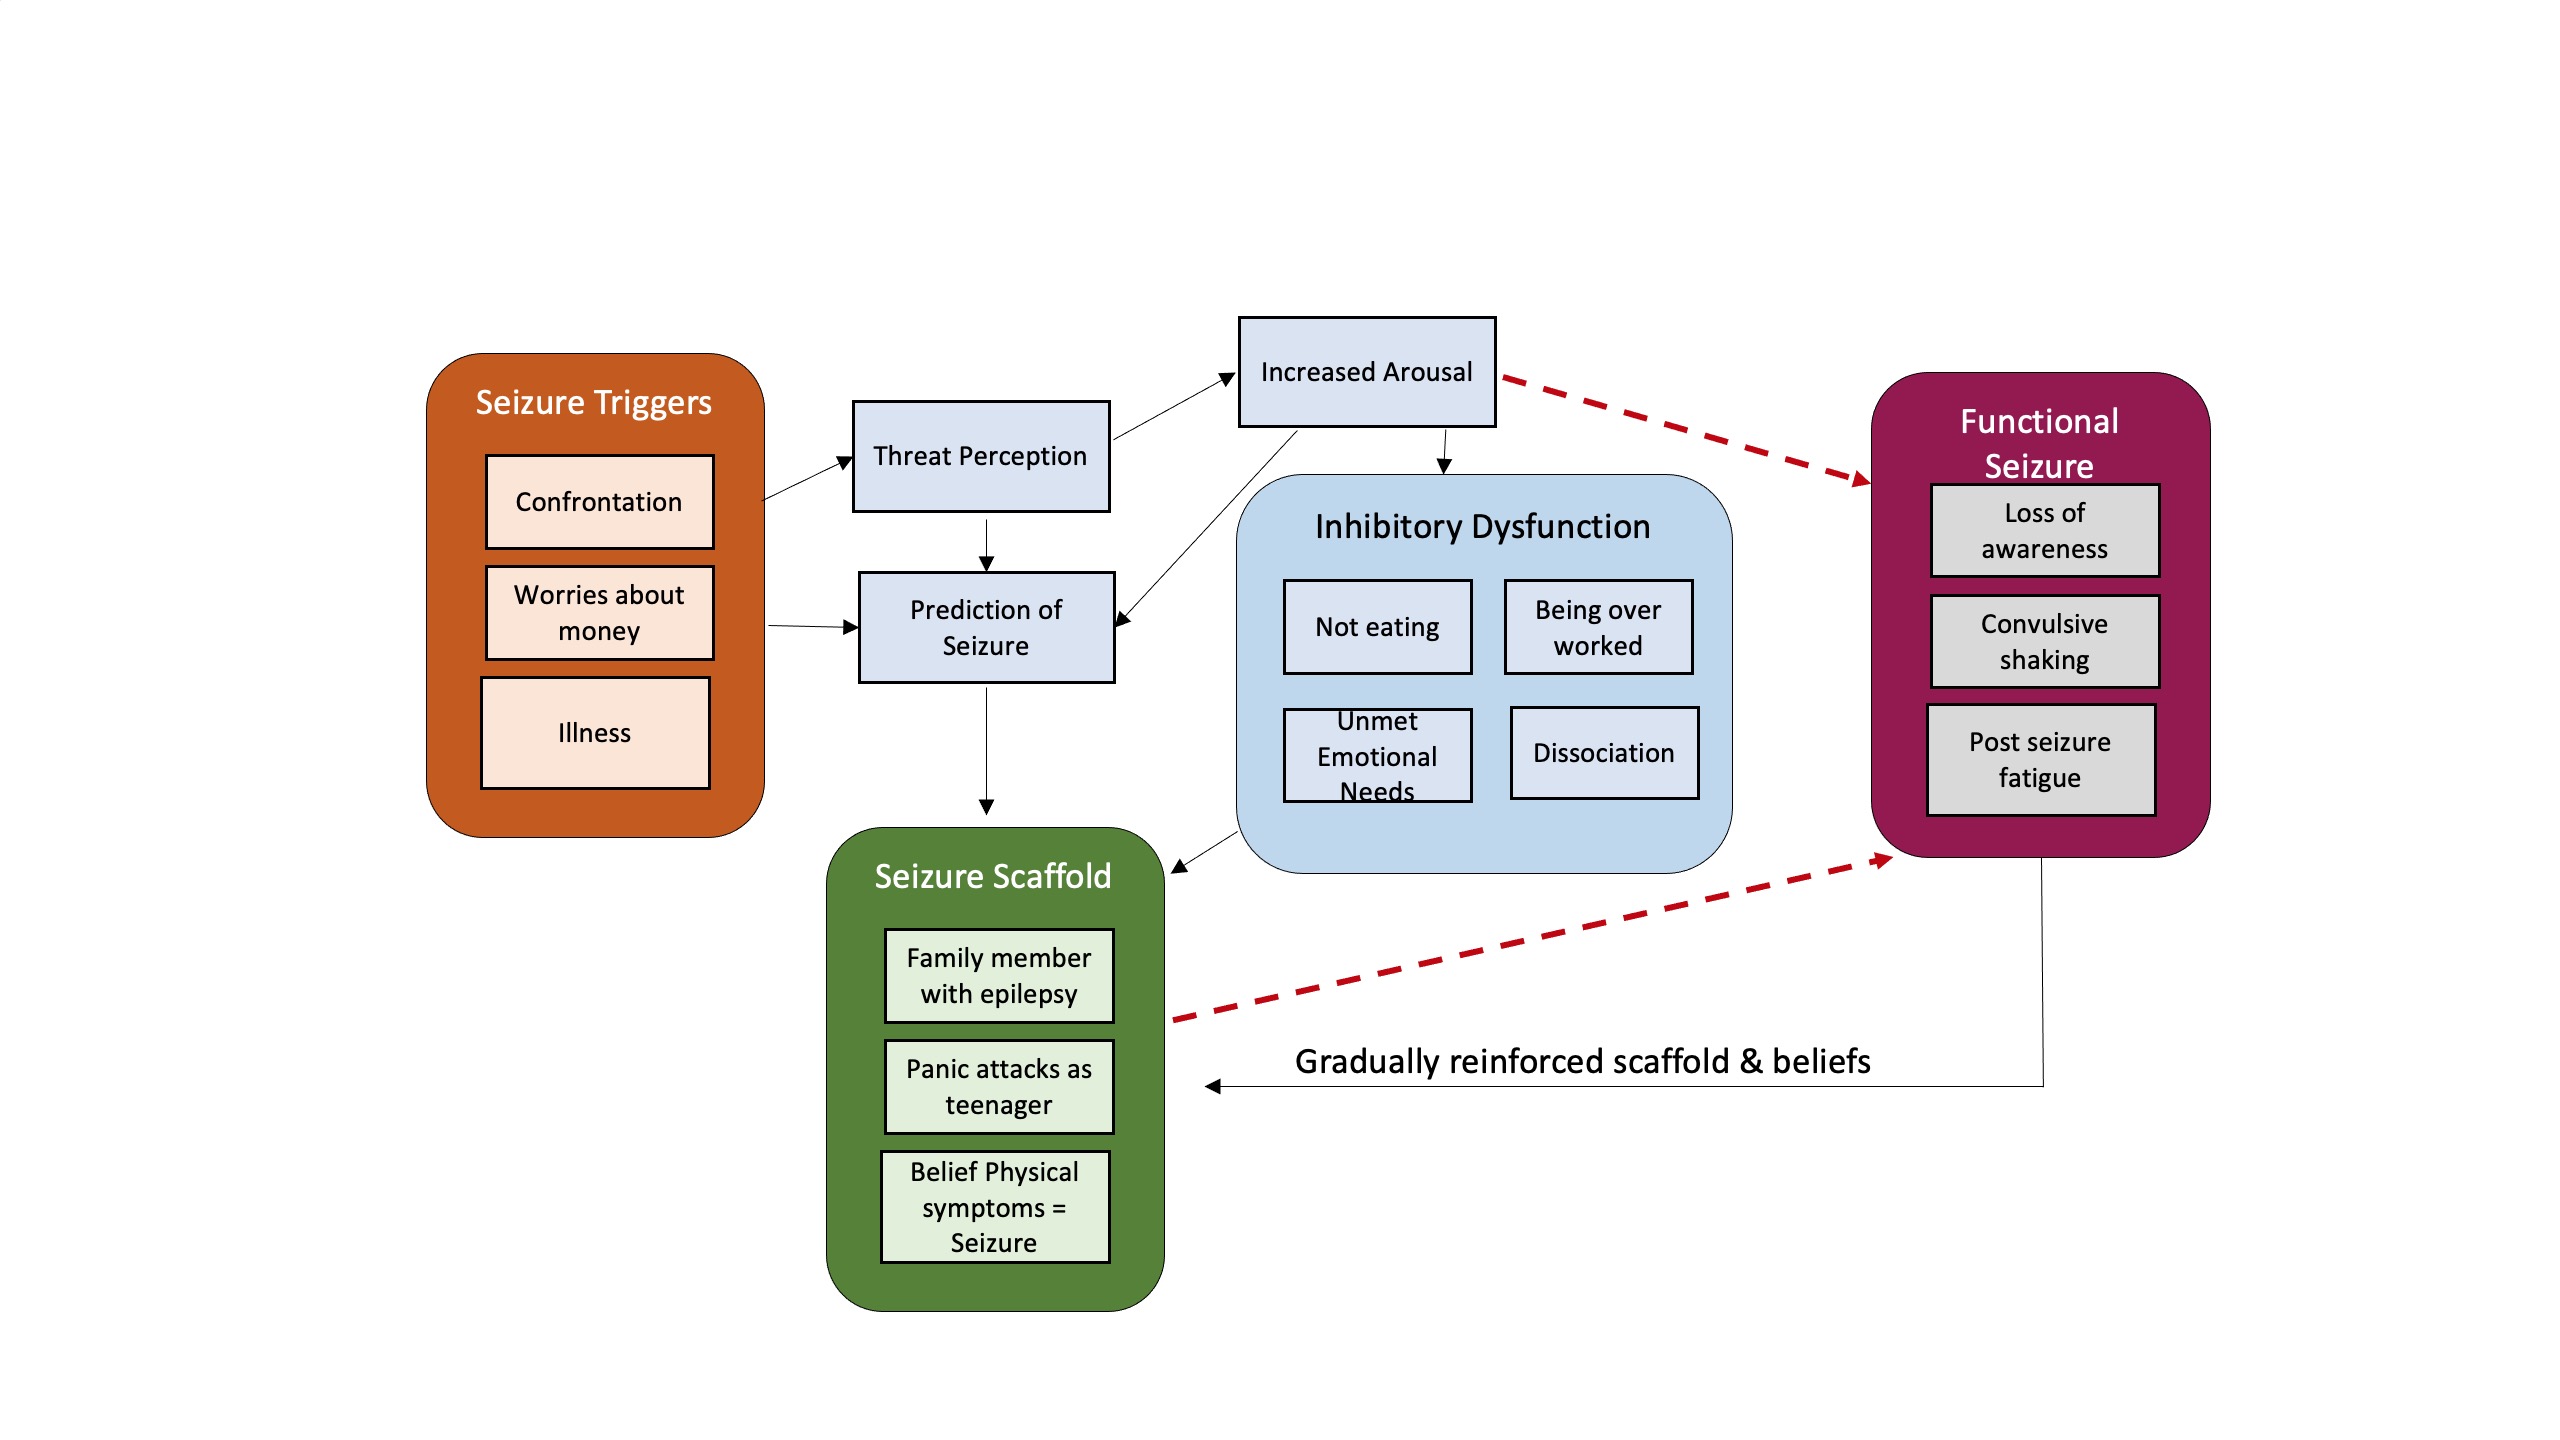 Seizure Triggers
Confrontation
Worries about
money
Illness
Threat Perception
Prediction of
Seizure
Increased Arousal
Inhibitory Dysfunction
Not eating
Being over
worked
Unmet
Emotional
Needs
Dissociation
Functional
Seizure
Loss of
awareness
Convulsive
shaking
Post seizure
fatigue
Seizure Scaffold
Family member
with epilepsy
Panic attacks as
teenager
Belief Physical
symptoms =
Seizure
Gradually reinforced scaffold & beliefs